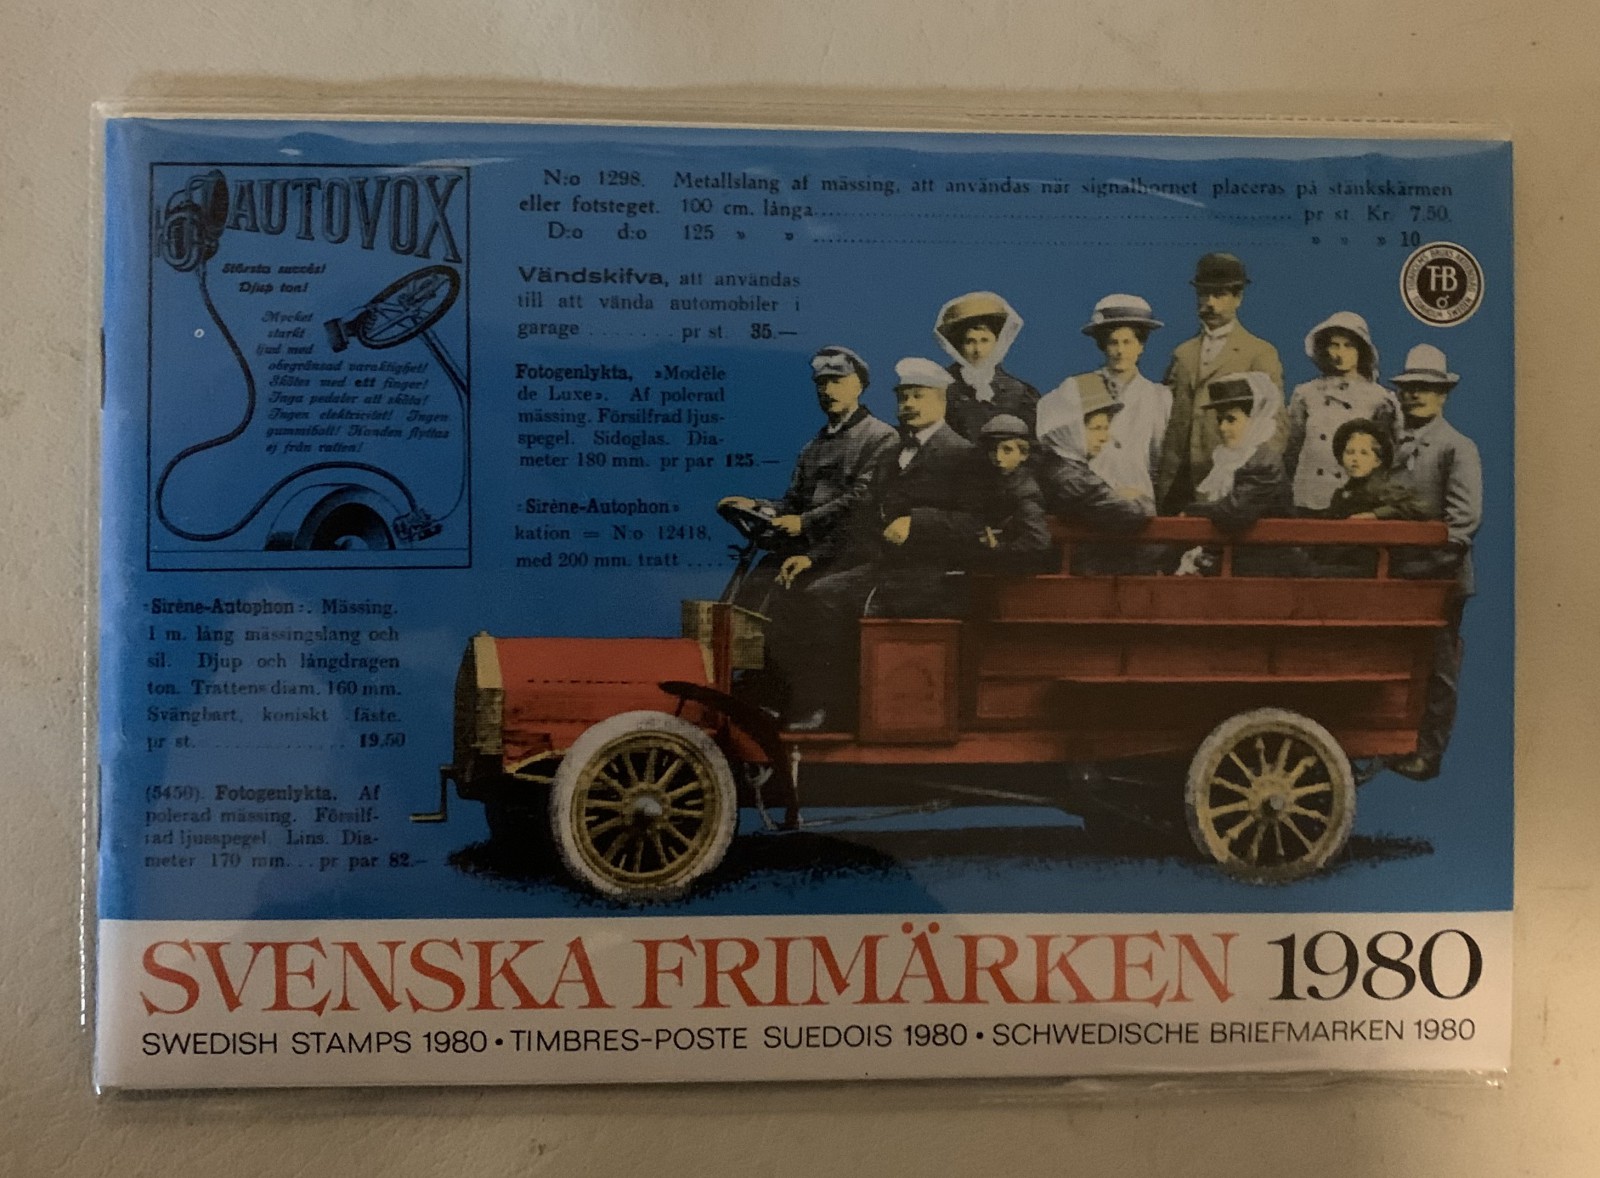 AUTOVOX
Största succés!
Djup ton!
Mycket
starkt
ljud med
obegränsad varaktighet!
Skötes med ett finger!
Inga pedaler att sköta!
Ingen elektricitet! Ingen
gummiboll! Handen flyttas
ej från ratten!
N:o 1298. Metallslang af mässing, att användas när signalhornet placeras på stänkskärmen
eller fotsteget. 100 cm. långa.......... pr st. Kr. 7.50.
D:o d:o 125 » » .......... » » » 10
Vändskifva, att användas
till att vända automobiler i
garage ........ pr st. 35.—
Fotogenlykta, »Modèle
de Luxe». Af polerad
mässing. Försilfrad ljus-
spegel. Sidoglas. Dia-
meter 180 mm. pr par 125.—
»Sirène-Autophon»
kation = N:o 12418,
med 200 mm. tratt ....
»Sirène-Autophon». Mässing.
1 m. lång mässingslang och
sil. Djup och långdragen
ton. Trattens diam. 160 mm.
Svängbart, koniskt fäste.
pr st. .......... 19.50
(5450). Fotogenlykta. Af
polerad mässing. Försilf-
rad ljusspegel. Lins. Dia-
meter 170 mm... pr par 82.—
THB
SVENSKA FRIMÄRKEN 1980
SWEDISH STAMPS 1980 • TIMBRES-POSTE SUEDOIS 1980 • SCHWEDISCHE BRIEFMARKEN 1980